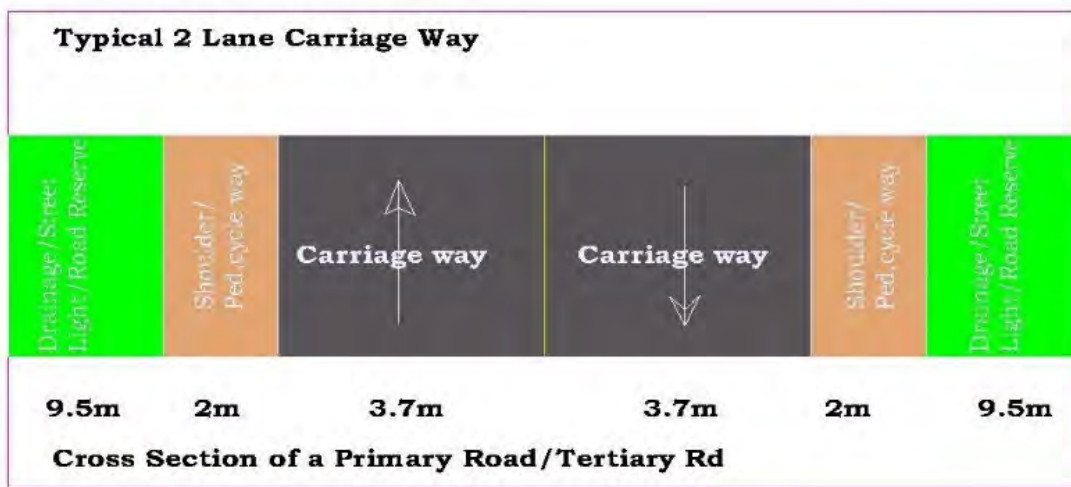 Typical 2 Lane Carriage Way
Drainage/Street
Light/Road Reserve
Shoulder/
Ped.cycle way
Carriage way
Carriage way
Shoulder/
Ped.cycle way
Drainage/Street
Light/Road Reserve
9.5m 2m 3.7m 3.7m 2m 9.5m
Cross Section of a Primary Road/Tertiary Rd